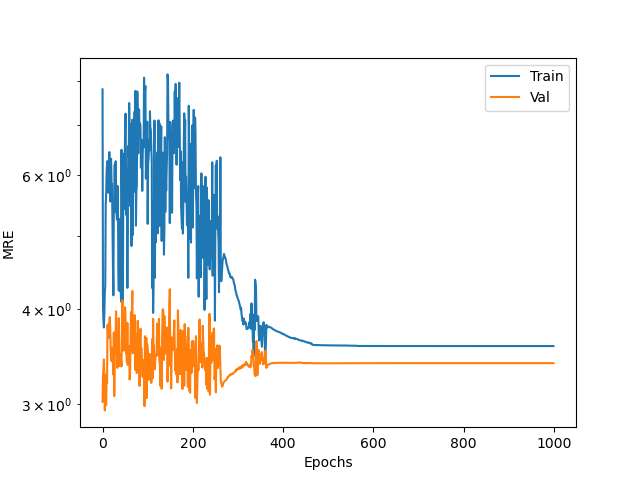 Train
Val
6 × 10⁰
4 × 10⁰
3 × 10⁰
MRE
0 200 400 600 800 1000
Epochs